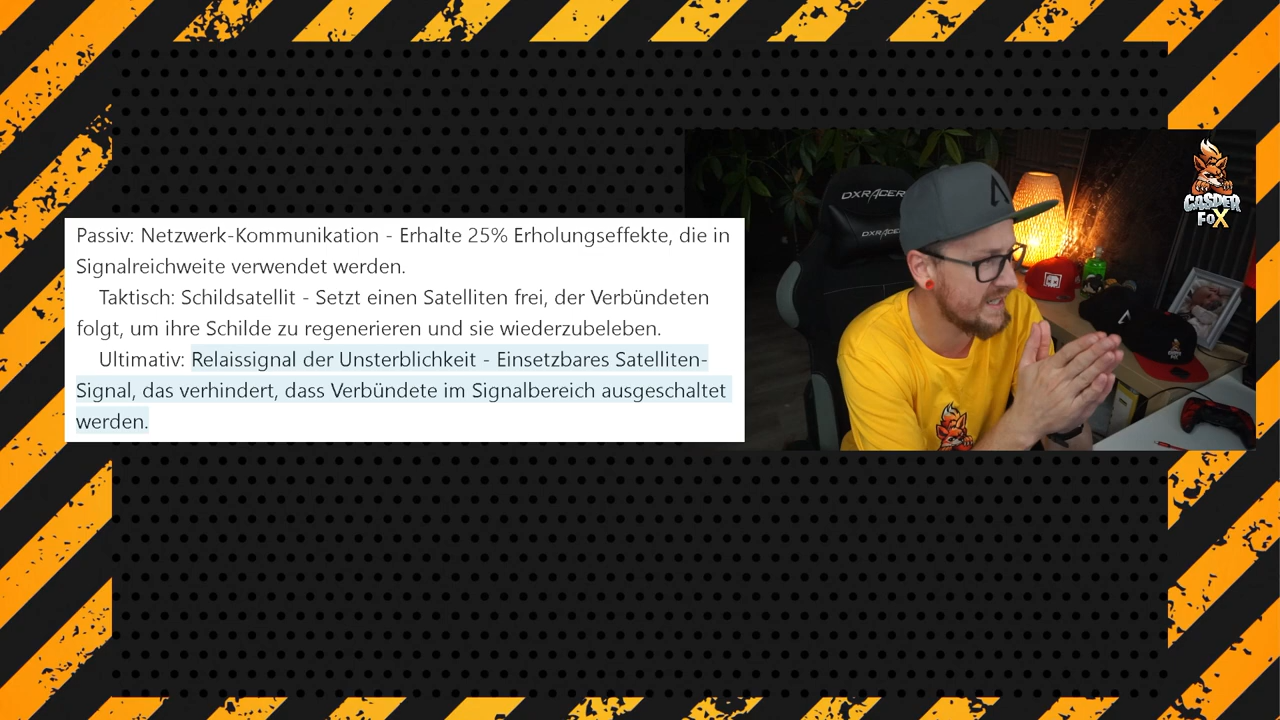 Passiv: Netzwerk-Kommunikation - Erhalte 25% Erholungseffekte, die in
Signalreichweite verwendet werden.
Taktisch: Schildsatellit - Setzt einen Satelliten frei, der Verbündeten
folgt, um ihre Schilde zu regenerieren und sie wiederzubeleben.
Ultimativ: Relaissignal der Unsterblichkeit - Einsetzbares Satelliten-
Signal, das verhindert, dass Verbündete im Signalbereich ausgeschaltet
werden.
DXRACER
DXRACE
CASPER
FoX